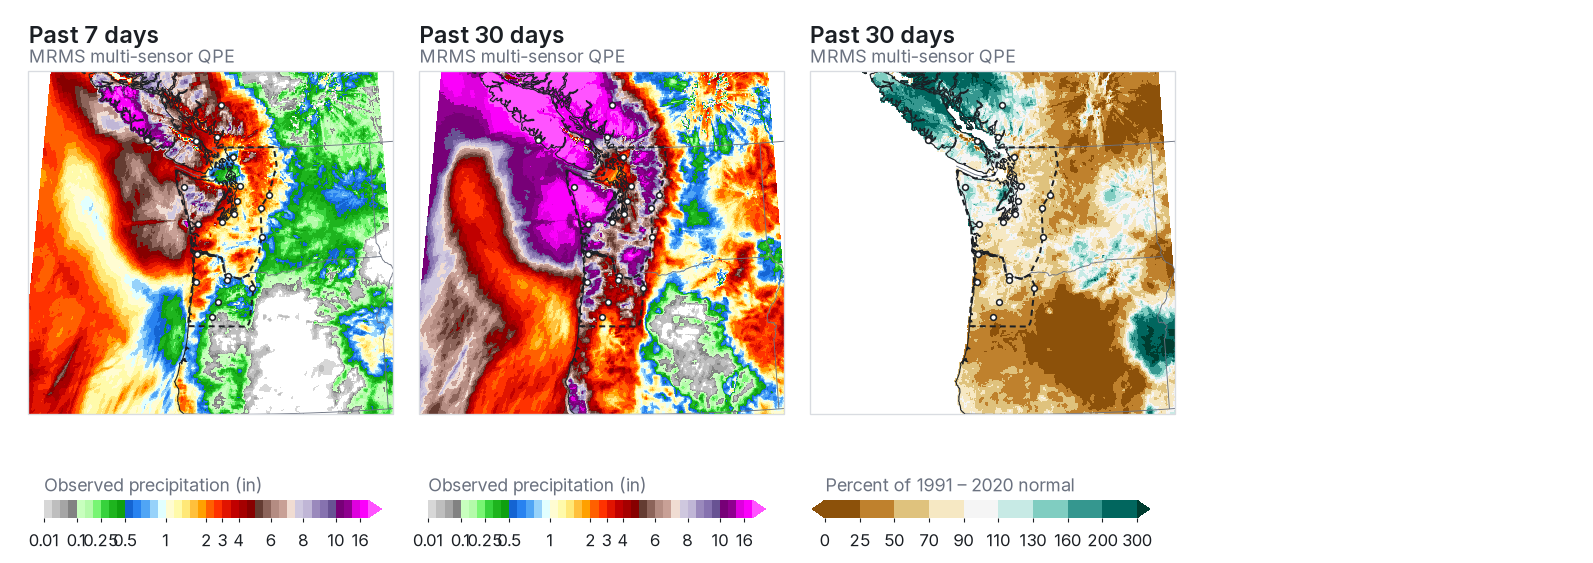 Past 7 days
MRMS multi-sensor QPE
Past 30 days
MRMS multi-sensor QPE
Past 30 days
MRMS multi-sensor QPE
Observed precipitation (in)
0.01 0.1 0.25 0.5 1 2 3 4 6 8 10 16
Observed precipitation (in)
0.01 0.1 0.25 0.5 1 2 3 4 6 8 10 16
Percent of 1991 – 2020 normal
0 25 50 70 90 110 130 160 200 300